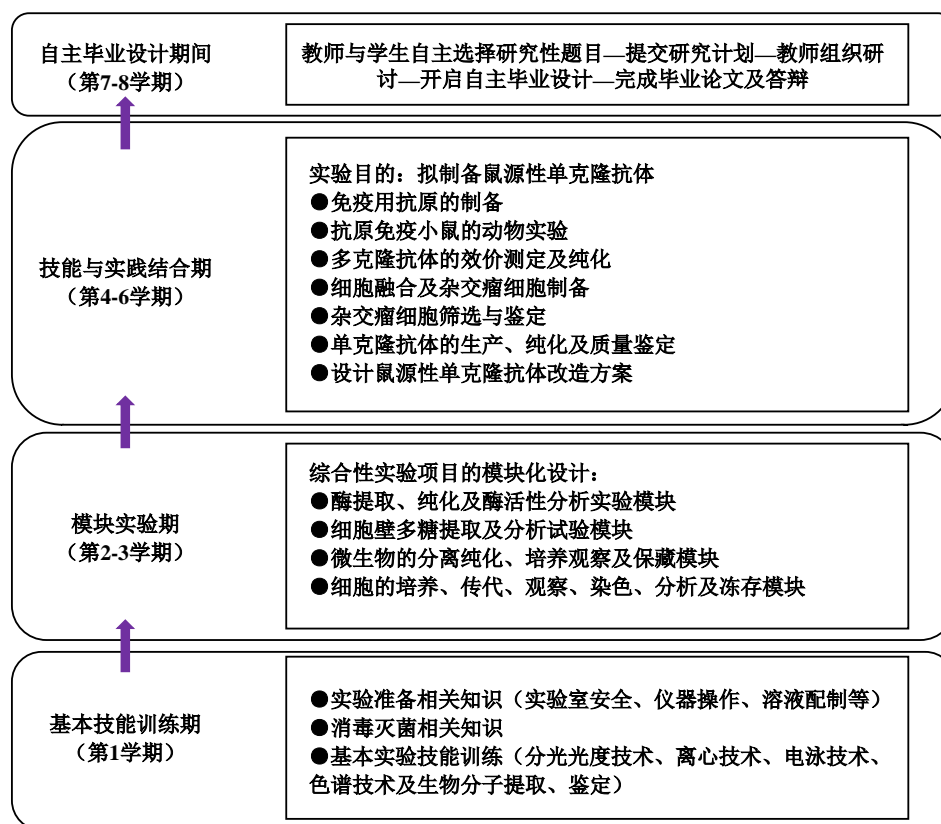 自主毕业设计期间
（第7-8学期）
教师与学生自主选择研究性题目—提交研究计划—教师组织研
讨—开启自主毕业设计—完成毕业论文及答辩
技能与实践结合期
（第4-6学期）
实验目的：拟制备鼠源性单克隆抗体
●免疫用抗原的制备
●抗原免疫小鼠的动物实验
●多克隆抗体的效价测定及纯化
●细胞融合及杂交瘤细胞制备
●杂交瘤细胞筛选与鉴定
●单克隆抗体的生产、纯化及质量鉴定
●设计鼠源性单克隆抗体改造方案
模块实验期
（第2-3学期）
综合性实验项目的模块化设计：
●酶提取、纯化及酶活性分析实验模块
●细胞壁多糖提取及分析试验模块
●微生物的分离纯化、培养观察及保藏模块
●细胞的培养、传代、观察、染色、分析及冻存模块
基本技能训练期
（第1学期）
●实验准备相关知识（实验室安全、仪器操作、溶液配制等）
●消毒灭菌相关知识
●基本实验技能训练（分光光度技术、离心技术、电泳技术、
色谱技术及生物分子提取、鉴定）